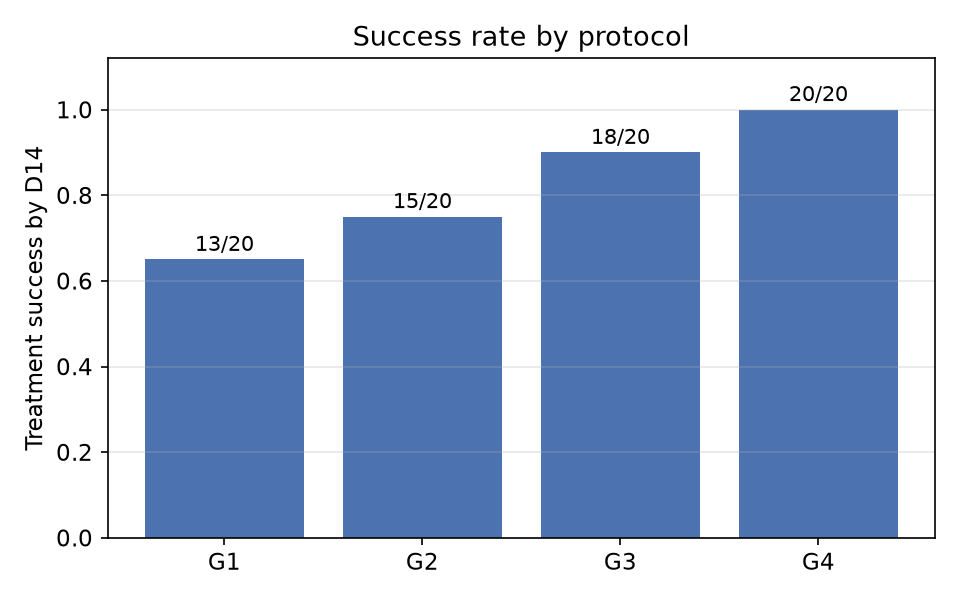 Success rate by protocol
Treatment success by D14
1.0
0.8
0.6
0.4
0.2
0.0
13/20
15/20
18/20
20/20
G1
G2
G3
G4